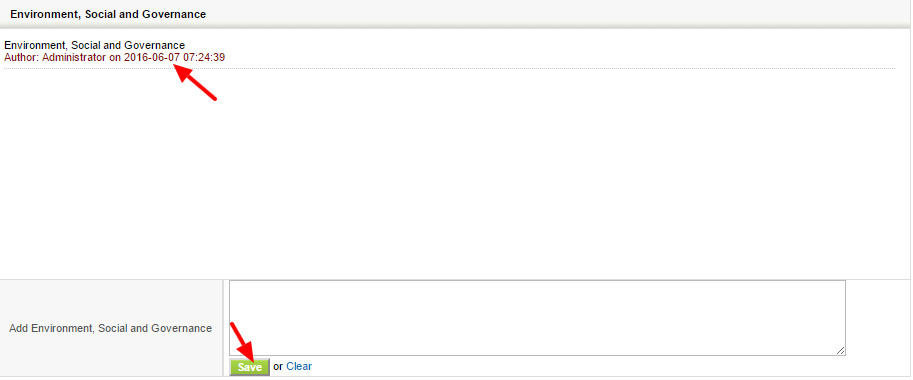 Environment, Social and Governance
Environment, Social and Governance
Author: Administrator on 2016-06-07 07:24:39
Add Environment, Social and Governance
Save or Clear